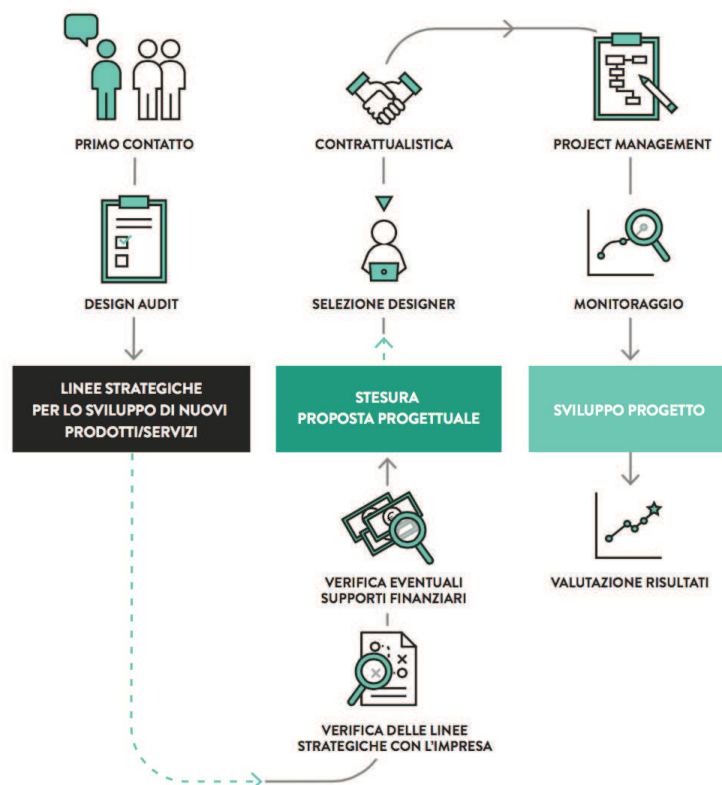 PRIMO CONTATTO
DESIGN AUDIT
LINEE STRATEGICHE
PER LO SVILUPPO DI NUOVI
PRODOTTI/SERVIZI
VERIFICA DELLE LINEE
STRATEGICHE CON L'IMPRESA
VERIFICA EVENTUALI
SUPPORTI FINANZIARI
STESURA
PROPOSTA PROGETTUALE
SELEZIONE DESIGNER
CONTRATTUALISTICA
PROJECT MANAGEMENT
MONITORAGGIO
SVILUPPO PROGETTO
VALUTAZIONE RISULTATI